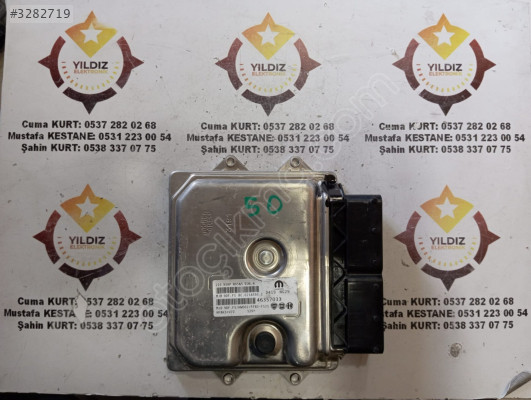 #3282719
YILDIZ
ELEKTRONİK
YILDIZ
ELEKTRONİK
YILDIZ
ELEKTRONİK
Cuma KURT: 0537 282 02 68
Mustafa KESTANE: 0531 223 00 54
Şahin KURT: 0538 337 07 75
Cuma KURT: 0537 282 02 68
Mustafa KESTANE: 0531 223 00 54
Şahin KURT: 0538 337 07 75
Cuma KURT: 0537 282 02 68
KESTANE: 0531 223 00 54
Şahin KURT: 0538 337 07 75
50
YILDIZ
YILDIZ
46337033
KURT: 0537 282 02 68
KESTANE: 0531 223 00 54
Şahin KURT: 0538 337 07 75
Cuma KURT: 0537 282 02 68
Mustafa KESTANE: 0531 223 00 54
Şahin KURT: 0538 337 07 75